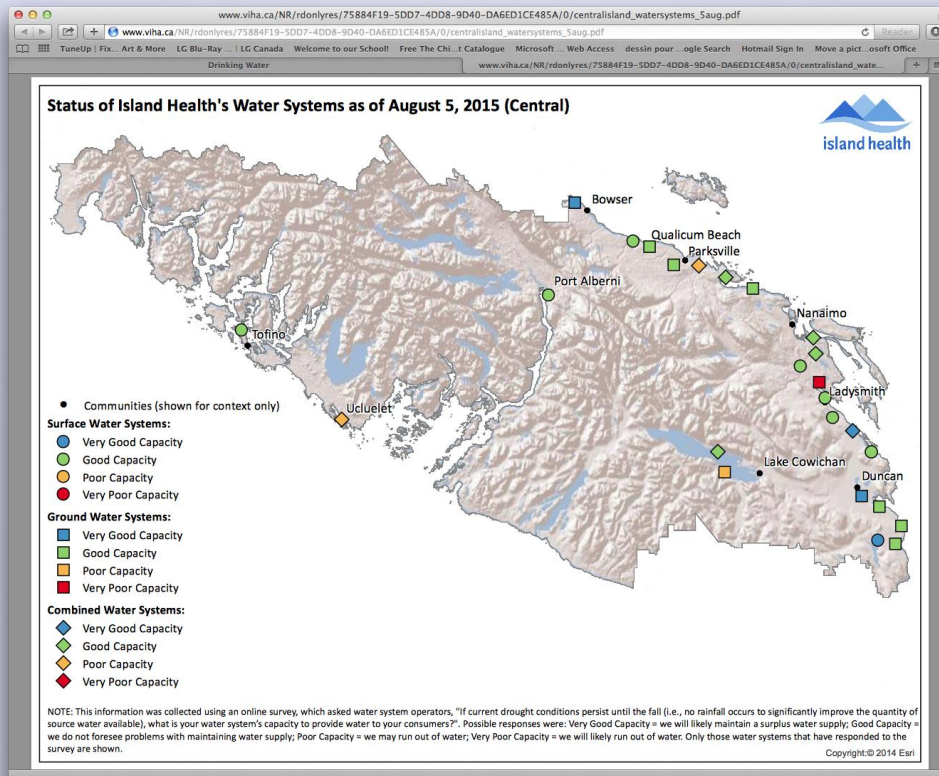 www.viha.ca/NR/rdonlyres/75884F19-5DD7-4DD8-9D40-DA6ED1CE485A/0/centralisland_watersystems_5aug.pdf
www.viha.ca/NR/rdonlyres/75884F19-5DD7-4DD8-9D40-DA6ED1CE485A/0/centralisland_watersystems_5aug.pdf
Reader
TuneUp | Fix... Art & More LG Blu-Ray ... | LG Canada Welcome to our School! Free The Chi...t Catalogue Microsoft ... Web Access dessin pour ...ogle Search Hotmail Sign In Move a pict...osoft Office
Drinking Water
www.viha.ca/NR/rdonlyres/75884F19-5DD7-4DD8-9D40-DA6ED1CE485A/0/centralisland_wate...
Status of Island Health's Water Systems as of August 5, 2015 (Central)
island health
Bowser
Qualicum Beach
Parksville
Port Alberni
Nanaimo
Tofino
Ladysmith
Ucluelet
Lake Cowichan
Duncan
Communities (shown for context only)
Surface Water Systems:
Very Good Capacity
Good Capacity
Poor Capacity
Very Poor Capacity
Ground Water Systems:
Very Good Capacity
Good Capacity
Poor Capacity
Very Poor Capacity
Combined Water Systems:
Very Good Capacity
Good Capacity
Poor Capacity
Very Poor Capacity
NOTE: This information was collected using an online survey, which asked water system operators, "If current drought conditions persist until the fall (i.e., no rainfall occurs to significantly improve the quantity of
source water available), what is your water system's capacity to provide water to your consumers?". Possible responses were: Very Good Capacity = we will likely maintain a surplus water supply; Good Capacity =
we do not foresee problems with maintaining water supply; Poor Capacity = we may run out of water; Very Poor Capacity = we will likely run out of water. Only those water systems that have responded to the
survey are shown.
Copyright:© 2014 Esri